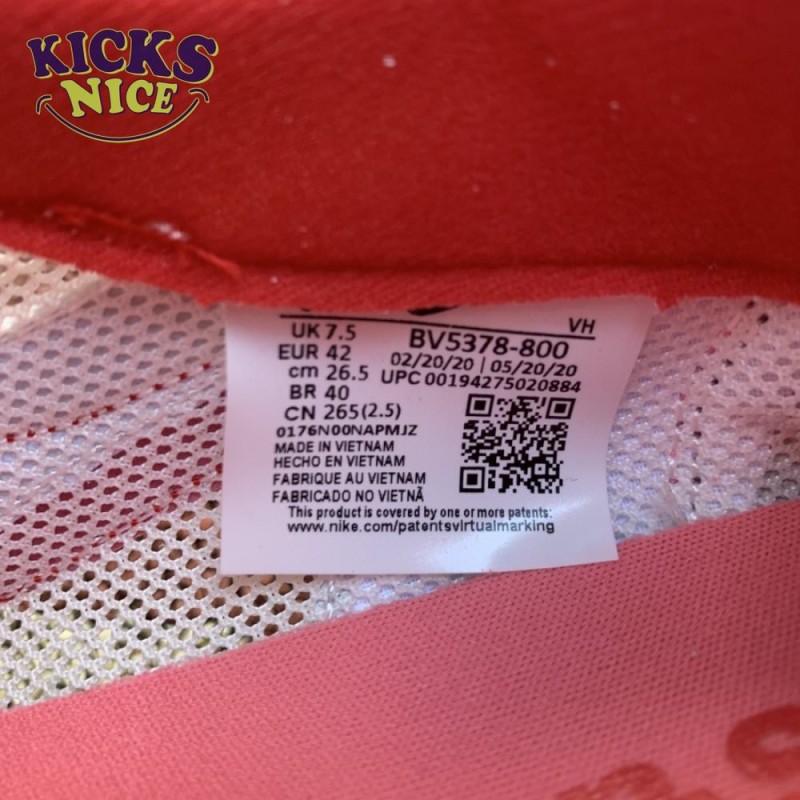 KICKS
NICE
VH
UK 7.5
EUR 42
cm 26.5
BR 40
CN 265(2.5)
0176N00NAPMJZ
MADE IN VIETNAM
HECHO EN VIETNAM
FABRIQUE AU VIETNAM
FABRICADO NO VIETNÃ
BV5378-800
02/20/20 | 05/20/20
UPC 00194275020884
This product is covered by one or more patents:
www.nike.com/patentsvirtualmarking